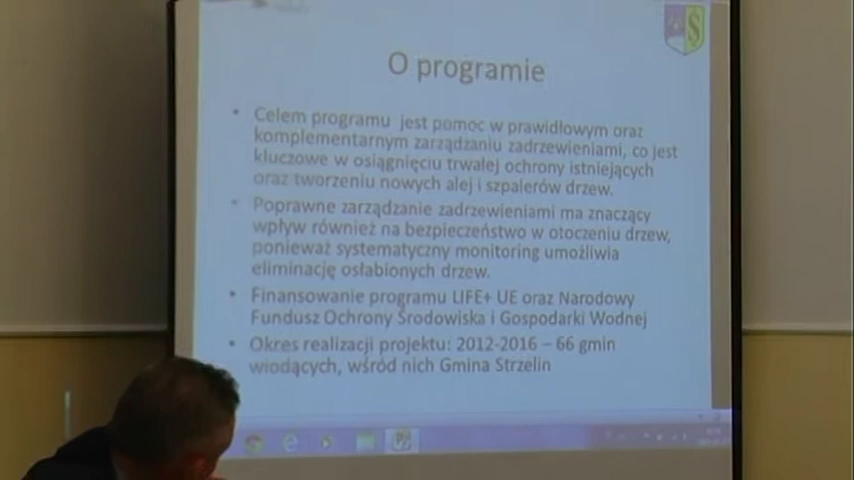 O programie
• Celem programu jest pomoc w prawidłowym oraz
komplementarnym zarządzaniu zadrzewieniami, co jest
kluczowe w osiągnięciu trwałej ochrony istniejących
oraz tworzeniu nowych alej i szpalerów drzew.
• Poprawne zarządzanie zadrzewieniami ma znaczący
wpływ również na bezpieczeństwo w otoczeniu drzew,
ponieważ systematyczny monitoring umożliwia
eliminację osłabionych drzew.
• Finansowanie programu LIFE+ UE oraz Narodowy
Fundusz Ochrony Środowiska i Gospodarki Wodnej
• Okres realizacji projektu: 2012-2016 – 66 gmin
wiodących, wśród nich Gmina Strzelin